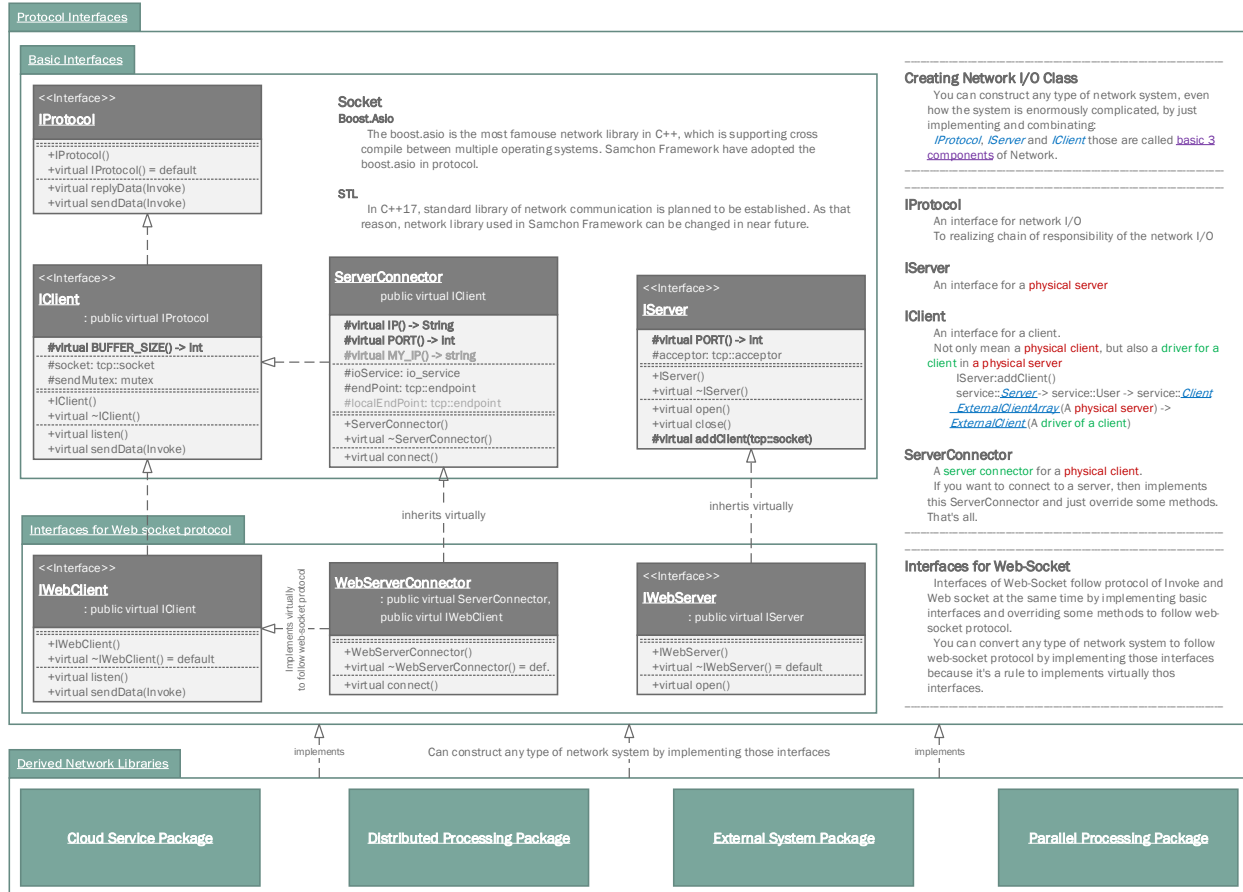 Protocol Interfaces
Basic Interfaces
<<Interface>>
IProtocol
+IProtocol()
+virtual IProtocol() = default
+virtual replyData(Invoke)
+virtual sendData(Invoke)
Socket
Boost.Asio
The boost.asio is the most famouse network library in C++, which is supporting cross
compile between multiple operating systems. Samchon Framework have adopted the
boost.asio in protocol.
STL
In C++17, standard library of network communication is planned to be established. As that
reason, network library used in Samchon Framework can be changed in near future.
<<Interface>>
IClient
: public virtual IProtocol
#virtual BUFFER_SIZE() -> Int
#socket: tcp::socket
#sendMutex: mutex
+IClient()
+virtual ~IClient()
+virtual listen()
+virtual sendData(Invoke)
ServerConnector
public virtual IClient
#virtual IP() -> String
#virtual PORT() -> Int
#virtual MY_IP() -> string
#ioService: io_service
#endPoint: tcp::endpoint
#localEndPoint: tcp::endpoint
+ServerConnector()
+virtual ~ServerConnector()
+virtual connect()
<<Interface>>
IServer
#virtual PORT() -> Int
#acceptor: tcp::acceptor
+IServer()
+virtual ~IServer()
+virtual open()
+virtual close()
#virtual addClient(tcp::socket)
inherits virtually
inhertis virtually
Interfaces for Web socket protocol
<<Interface>>
IWebClient
: public virtual IClient
+IWebClient()
+virtual ~IWebClient() = default
+virtual listen()
+virtual sendData(Invoke)
Implements virtually
to follow web-socket protocol
WebServerConnector
: public virtual ServerConnector,
public virtul IWebClient
+WebServerConnector()
+virtual ~WebServerConnector() = def.
+virtual connect()
<<Interface>>
IWebServer
: public virtual IServer
+IWebServer()
+virtual ~IWebServer() = default
+virtual open()
Creating Network I/O Class
You can construct any type of network system, even
how the system is enormously complicated, by just
implementing and combinating:
IProtocol, IServer and IClient those are called basic 3
components of Network.
IProtocol
An interface for network I/O
To realizing chain of responsibility of the network I/O
IServer
An interface for a physical server
IClient
An interface for a client.
Not only mean a physical client, but also a driver for a
client in a physical server
IServer:addClient()
service::Server -> service::User -> service::Client
ExternalClientArray (A physical server) ->
ExternalClient (A driver of a client)
ServerConnector
A server connector for a physical client.
If you want to connect to a server, then implements
this ServerConnector and just override some methods.
That's all.
Interfaces for Web-Socket
Interfaces of Web-Socket follow protocol of Invoke and
Web socket at the same time by implementing basic
interfaces and overriding some methods to follow web-
socket protocol.
You can convert any type of network system to follow
web-socket protocol by implementing those interfaces
because it's a rule to implements virtually thos
interfaces.
implements
Can construct any type of network system by implementing those interfaces
implements
Derived Network Libraries
Cloud Service Package
Distributed Processing Package
External System Package
Parallel Processing Package